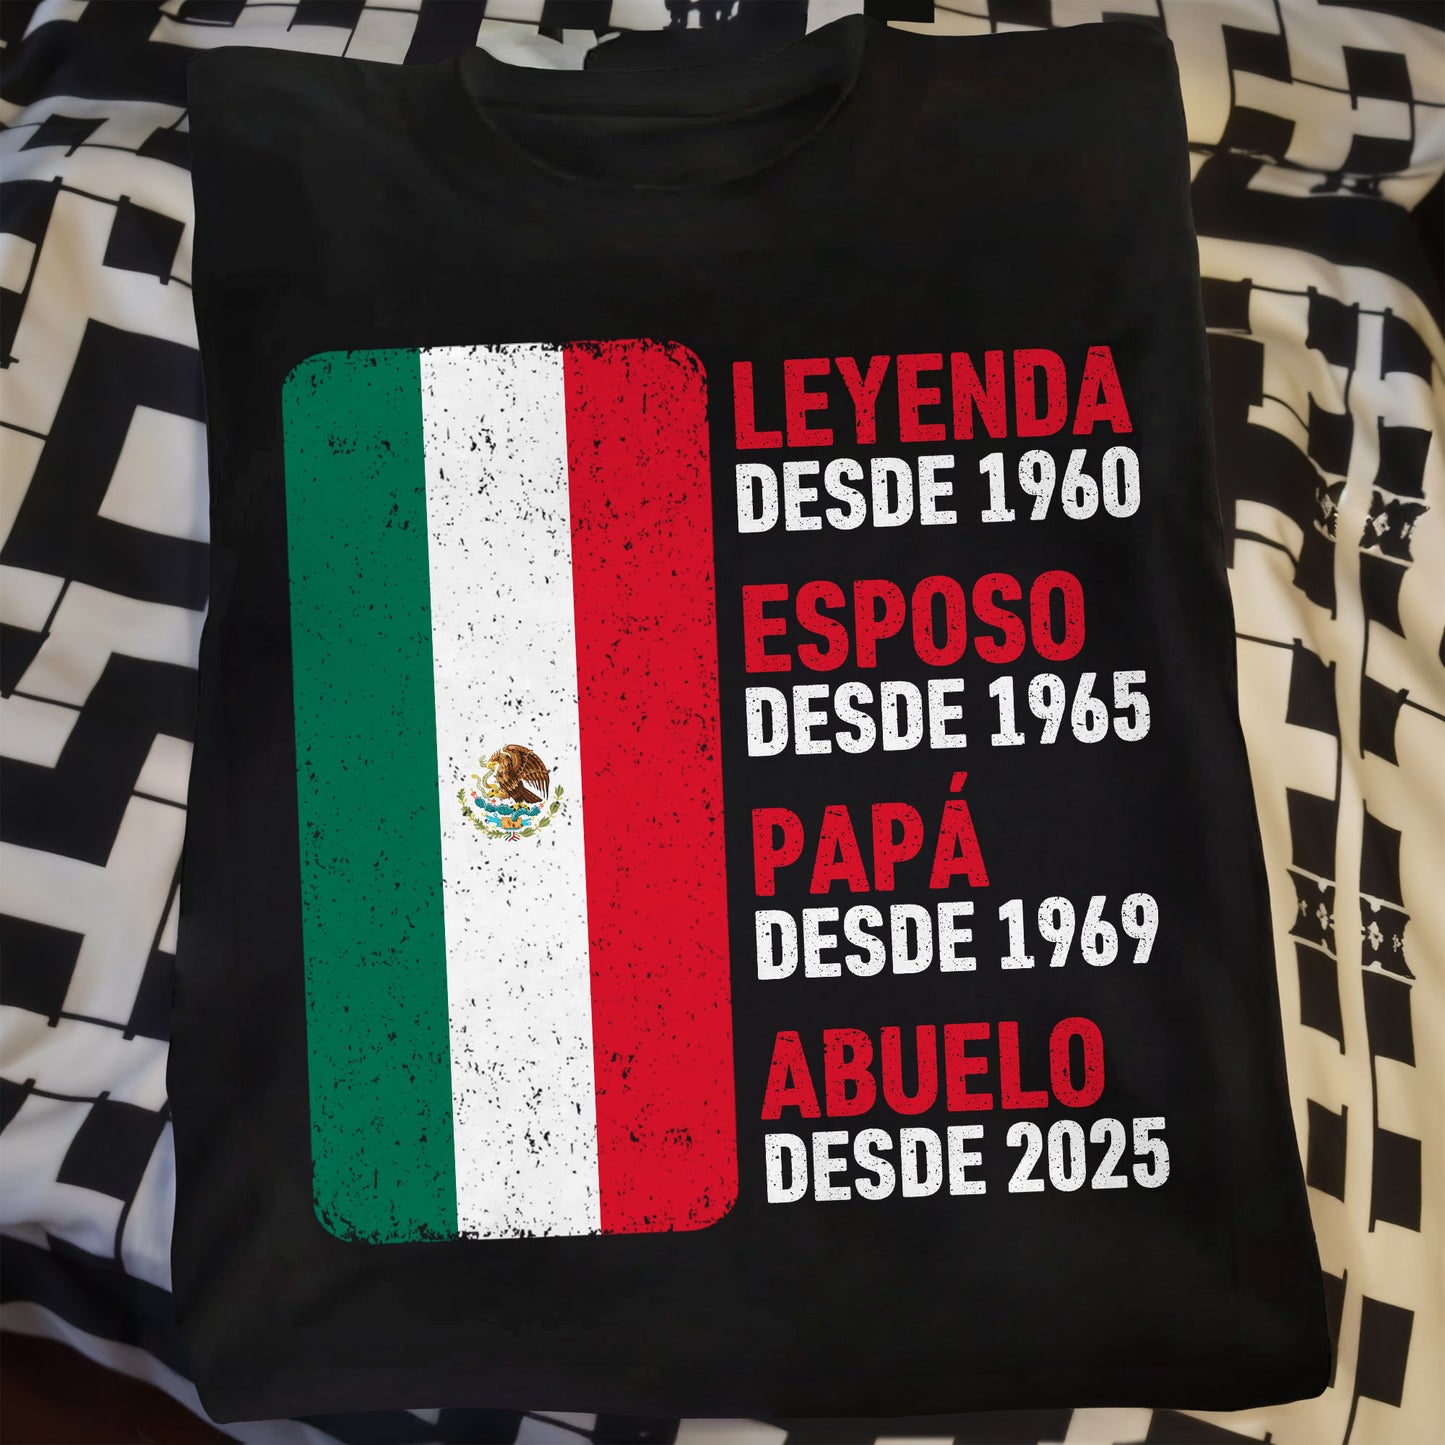 LEYENDA
DESDE 1960
ESPOSO
DESDE 1965
PAPÁ
DESDE 1969
ABUELO
DESDE 2025